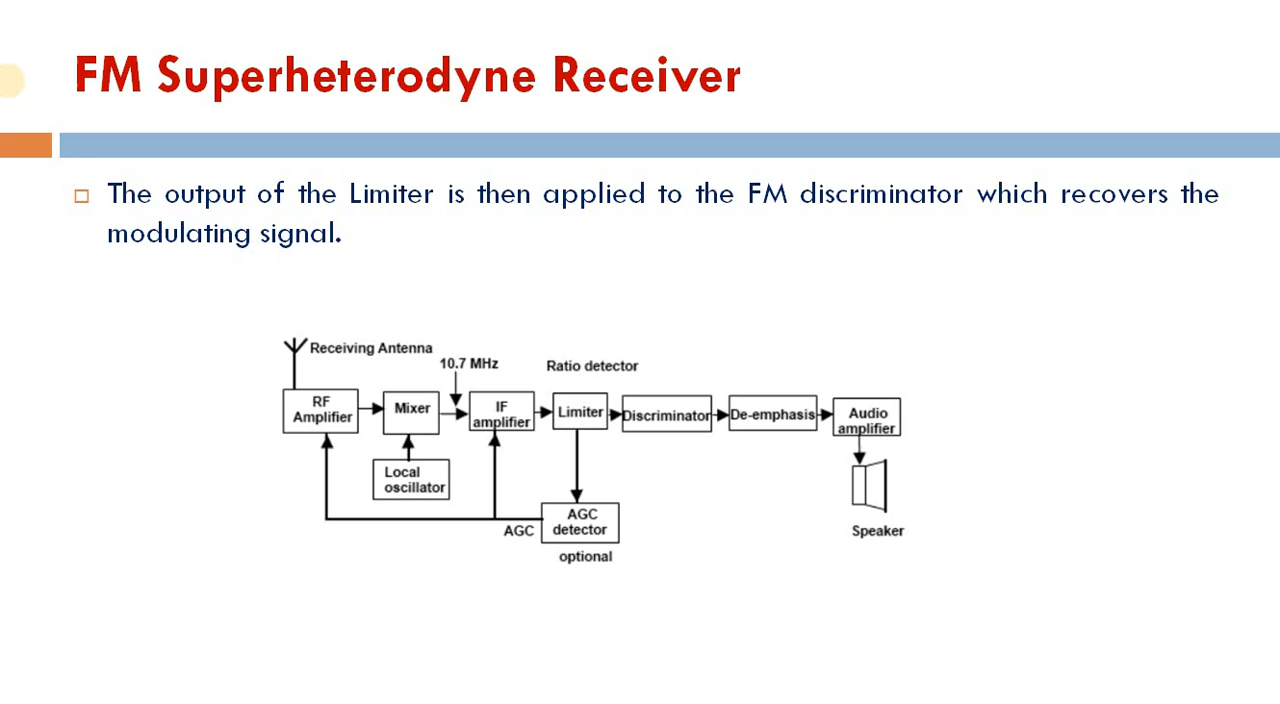 FM Superheterodyne Receiver
The output of the Limiter is then applied to the FM discriminator which recovers the
modulating signal.
Receiving Antenna
10.7 MHz
Ratio detector
RF
Amplifier
Mixer
IF
amplifier
Limiter
Discriminator
De-emphasis
Audio
amplifier
Local
oscillator
AGC
AGC
detector
optional
Speaker